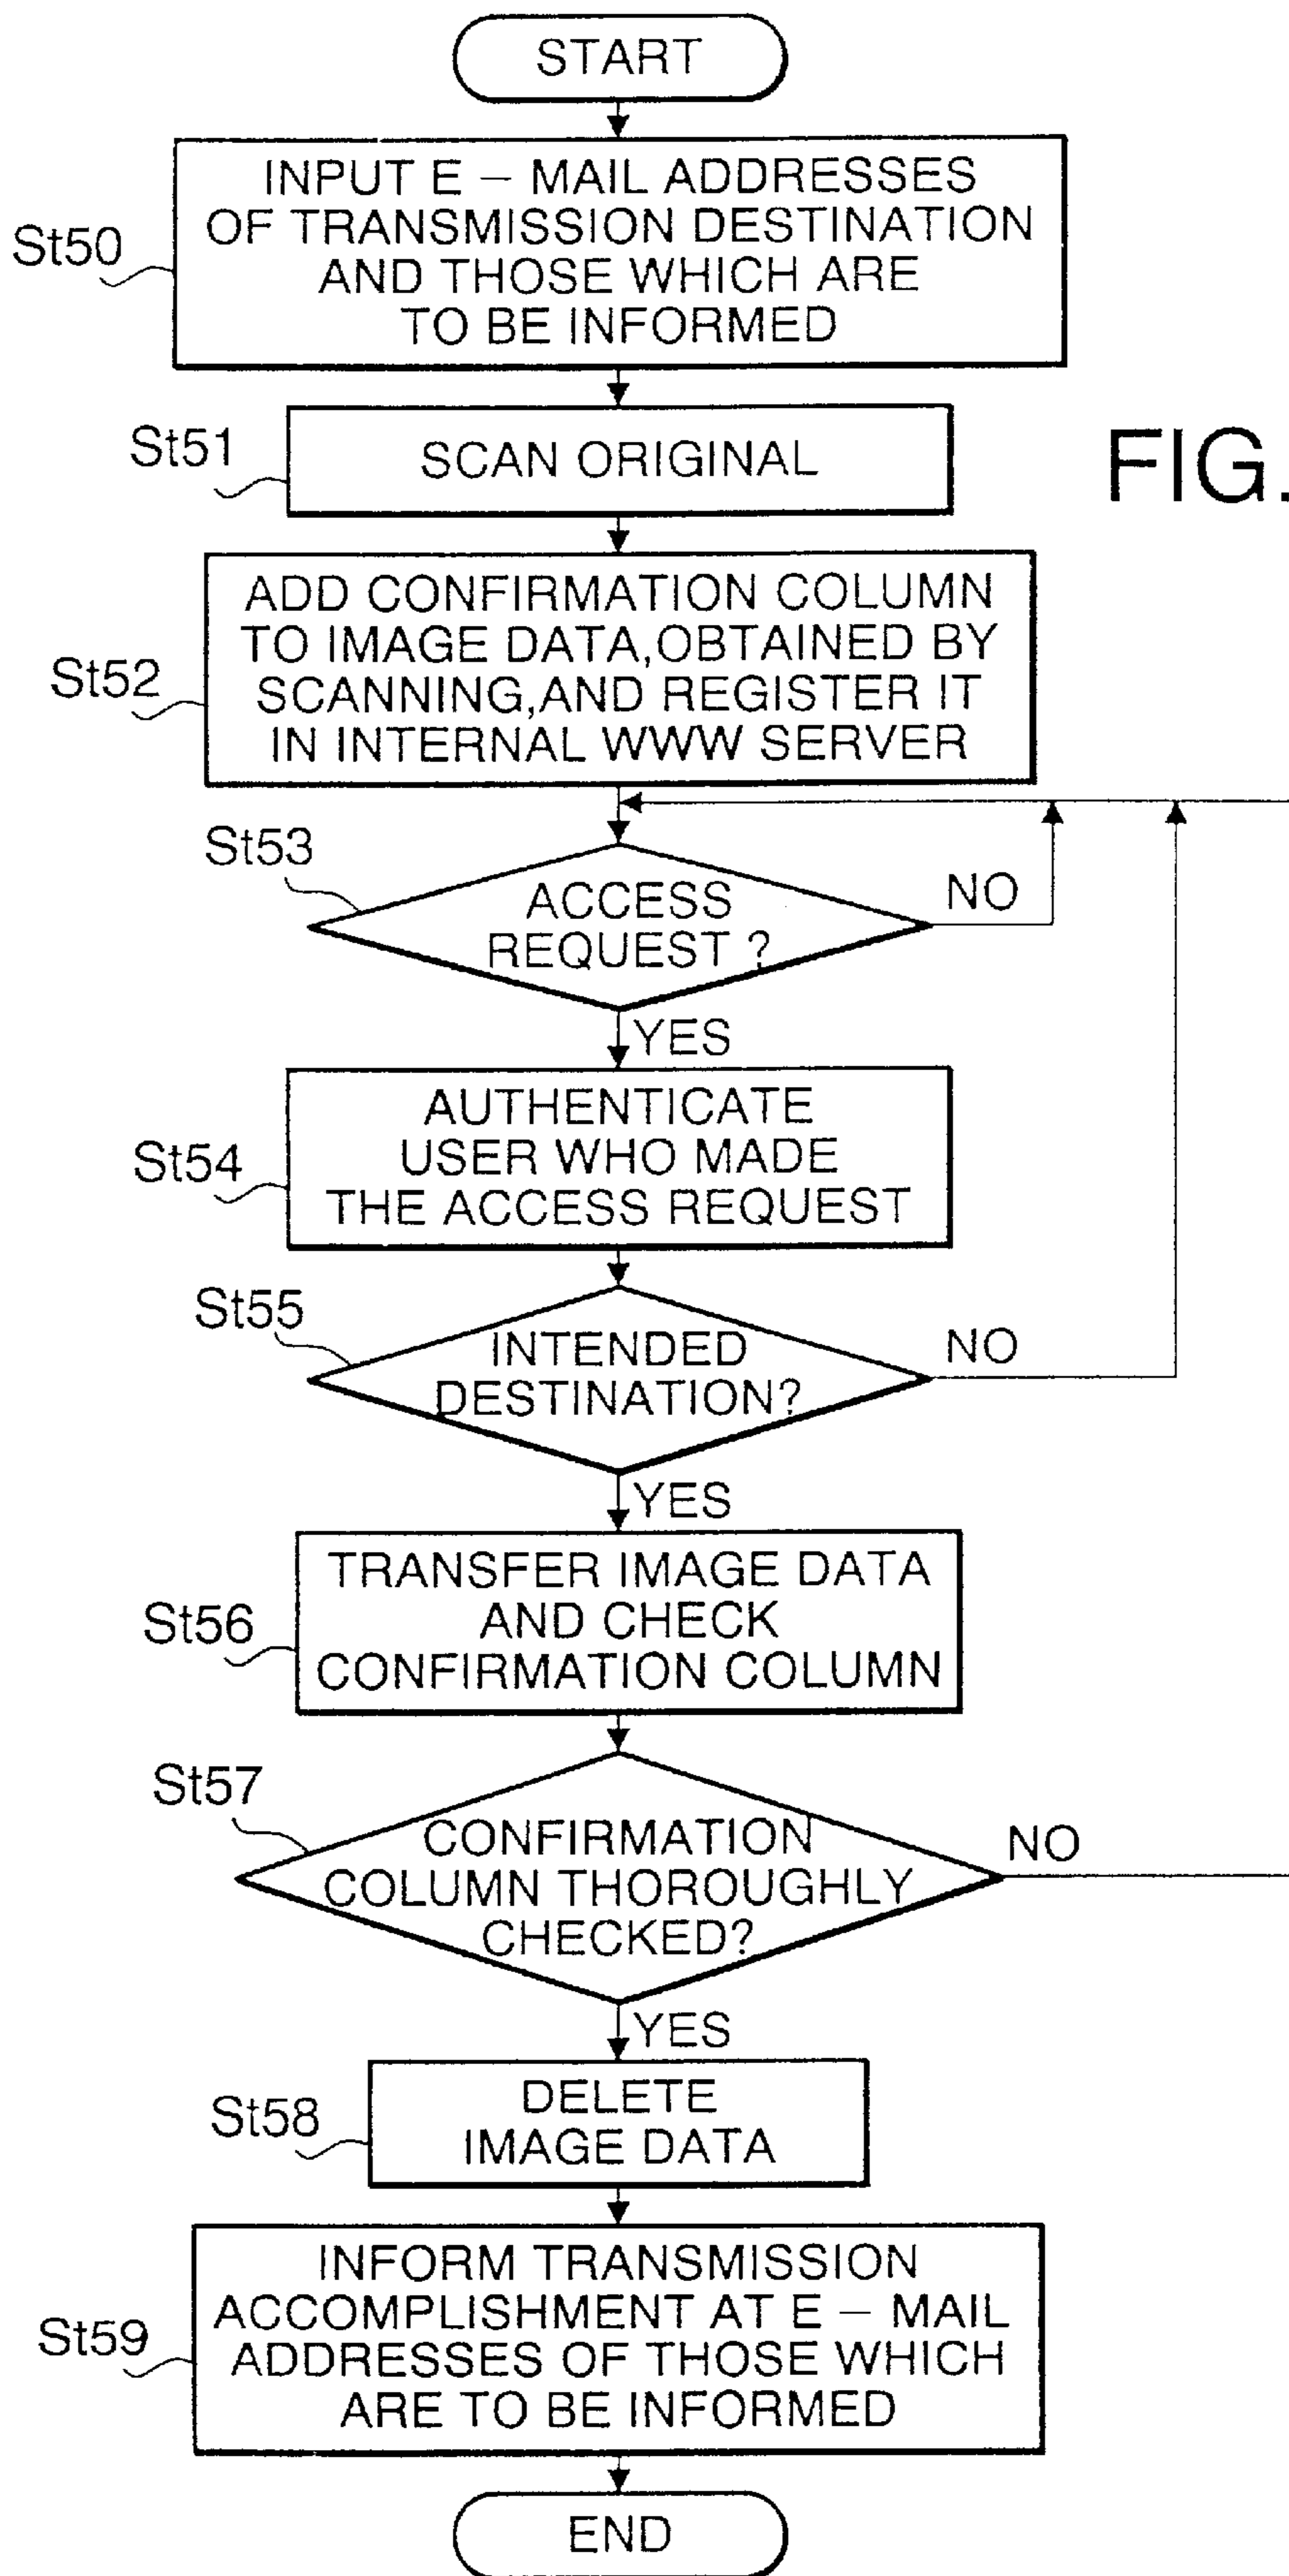 START
St50
INPUT E – MAIL ADDRESSES
OF TRANSMISSION DESTINATION
AND THOSE WHICH ARE
TO BE INFORMED
St51
SCAN ORIGINAL
FIG.
St52
ADD CONFIRMATION COLUMN
TO IMAGE DATA,OBTAINED BY
SCANNING,AND REGISTER IT
IN INTERNAL WWW SERVER
St53
ACCESS
REQUEST ?
NO
YES
St54
AUTHENTICATE
USER WHO MADE
THE ACCESS REQUEST
St55
INTENDED
DESTINATION?
NO
YES
St56
TRANSFER IMAGE DATA
AND CHECK
CONFIRMATION COLUMN
St57
CONFIRMATION
COLUMN THOROUGHLY
CHECKED?
NO
YES
St58
DELETE
IMAGE DATA
St59
INFORM TRANSMISSION
ACCOMPLISHMENT AT E – MAIL
ADDRESSES OF THOSE WHICH
ARE TO BE INFORMED
END